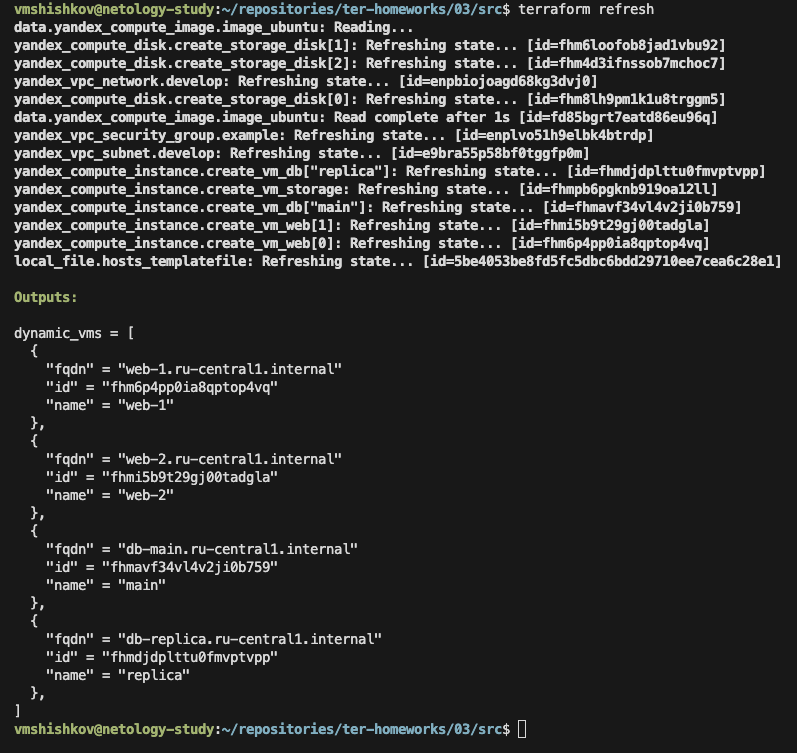 vmshishkov@netology-study:~/repositories/ter-homeworks/03/src$ terraform refresh
data.yandex_compute_image.image_ubuntu: Reading...
yandex_compute_disk.create_storage_disk[1]: Refreshing state... [id=fhm6loofob8jad1vbu92]
yandex_compute_disk.create_storage_disk[2]: Refreshing state... [id=fhm4d3ifnssob7mchoc7]
yandex_vpc_network.develop: Refreshing state... [id=enpbiojoagd68kg3dvj0]
yandex_compute_disk.create_storage_disk[0]: Refreshing state... [id=fhm8lh9pm1k1u8trggm5]
data.yandex_compute_image.image_ubuntu: Read complete after 1s [id=fd85bgrt7eatd86eu96q]
yandex_vpc_security_group.example: Refreshing state... [id=enplvo51h9elbk4btrdp]
yandex_vpc_subnet.develop: Refreshing state... [id=e9bra55p58bf0tggfp0m]
yandex_compute_instance.create_vm_db["replica"]: Refreshing state... [id=fhmdjdplttu0fmvptvpp]
yandex_compute_instance.create_vm_storage: Refreshing state... [id=fhmpb6pgknb919oa12ll]
yandex_compute_instance.create_vm_db["main"]: Refreshing state... [id=fhmavf34vl4v2ji0b759]
yandex_compute_instance.create_vm_web[1]: Refreshing state... [id=fhmi5b9t29gj00tadgla]
yandex_compute_instance.create_vm_web[0]: Refreshing state... [id=fhm6p4pp0ia8qptop4vq]
local_file.hosts_templatefile: Refreshing state... [id=5be4053be8fd5fc5dbc6bdd29710ee7cea6c28e1]
Outputs:
dynamic_vms = [
  {
    "fqdn" = "web-1.ru-central1.internal"
    "id" = "fhm6p4pp0ia8qptop4vq"
    "name" = "web-1"
  },
  {
    "fqdn" = "web-2.ru-central1.internal"
    "id" = "fhmi5b9t29gj00tadgla"
    "name" = "web-2"
  },
  {
    "fqdn" = "db-main.ru-central1.internal"
    "id" = "fhmavf34vl4v2ji0b759"
    "name" = "main"
  },
  {
    "fqdn" = "db-replica.ru-central1.internal"
    "id" = "fhmdjdplttu0fmvptvpp"
    "name" = "replica"
  },
]
vmshishkov@netology-study:~/repositories/ter-homeworks/03/src$